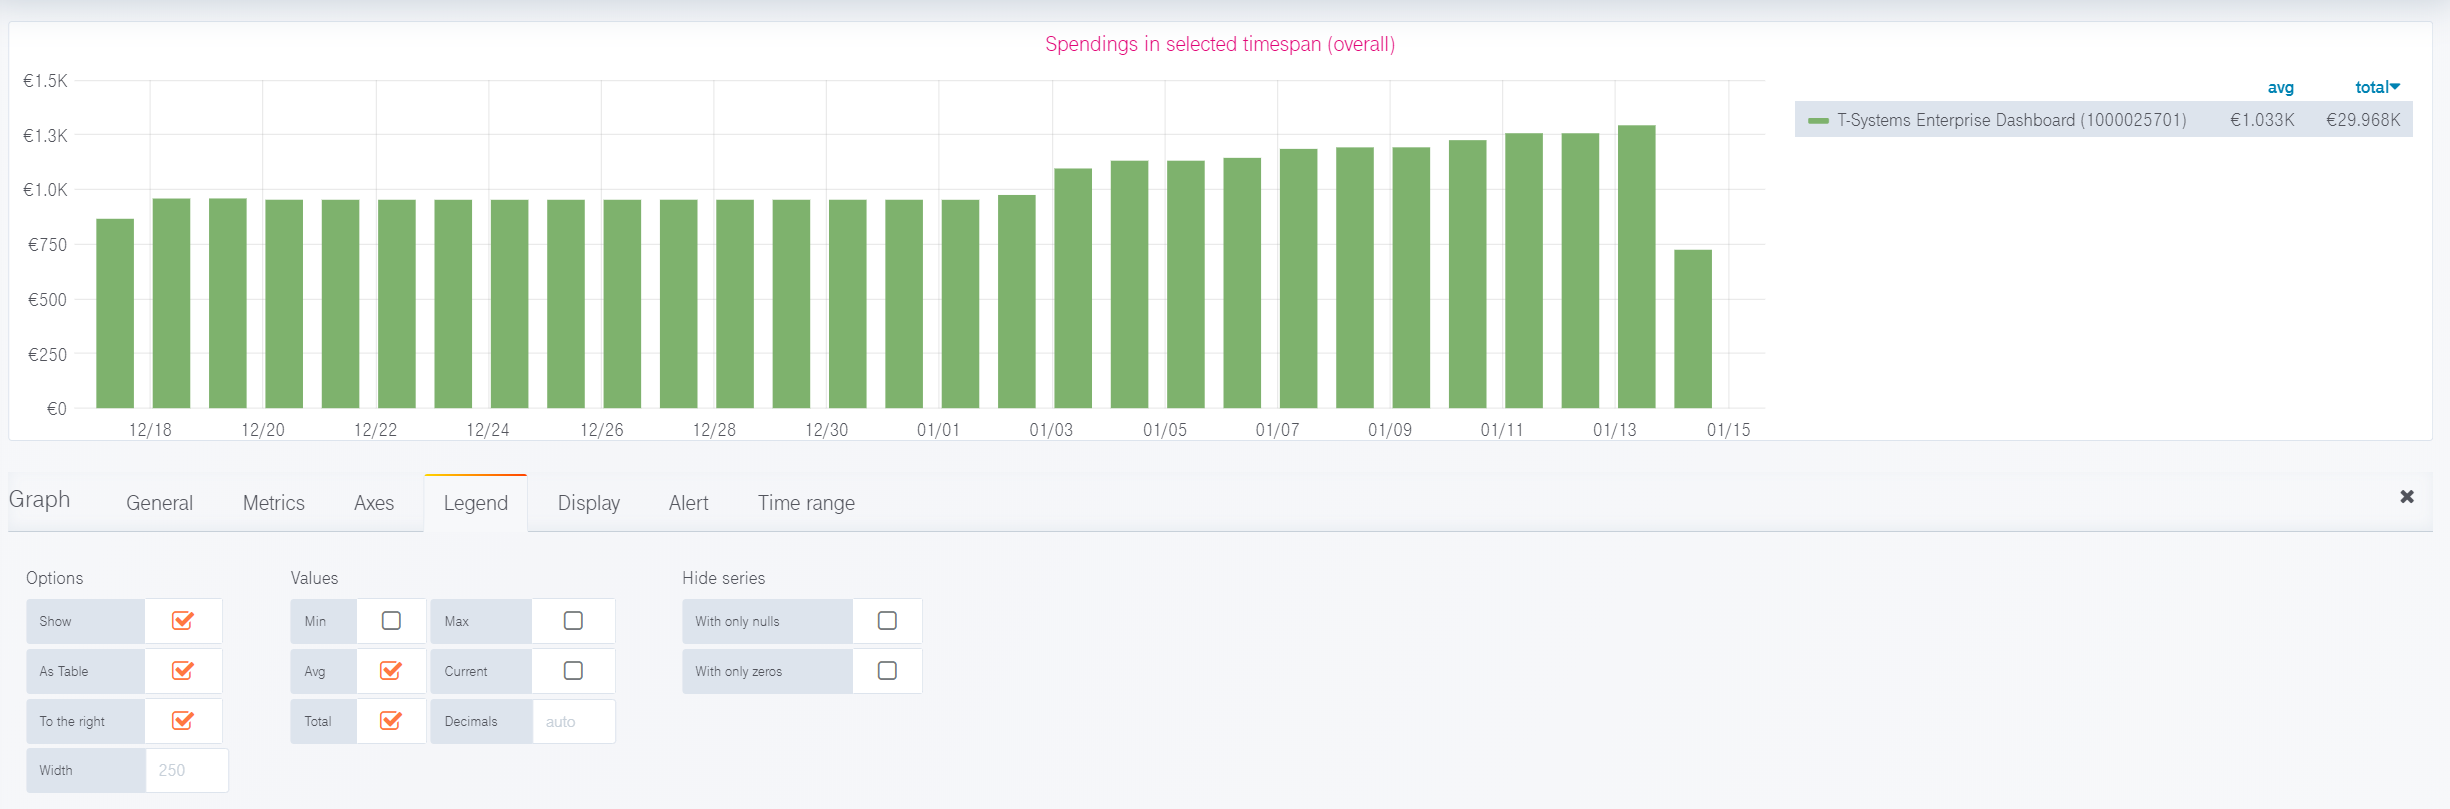 Spendings in selected timespan (overall)
€1.5K
€1.3K
€1.0K
€750
€500
€250
€0
12/18 12/20 12/22 12/24 12/26 12/28 12/30 01/01 01/03 01/05 01/07 01/09 01/11 01/13 01/15
avg total
T-Systems Enterprise Dashboard (1000025701) €1.033K €29.968K
Graph General Metrics Axes Legend Display Alert Time range
Options
Show
As Table
To the right
Width 250
Values
Min Max
Avg Current
Total Decimals auto
Hide series
With only nulls
With only zeros